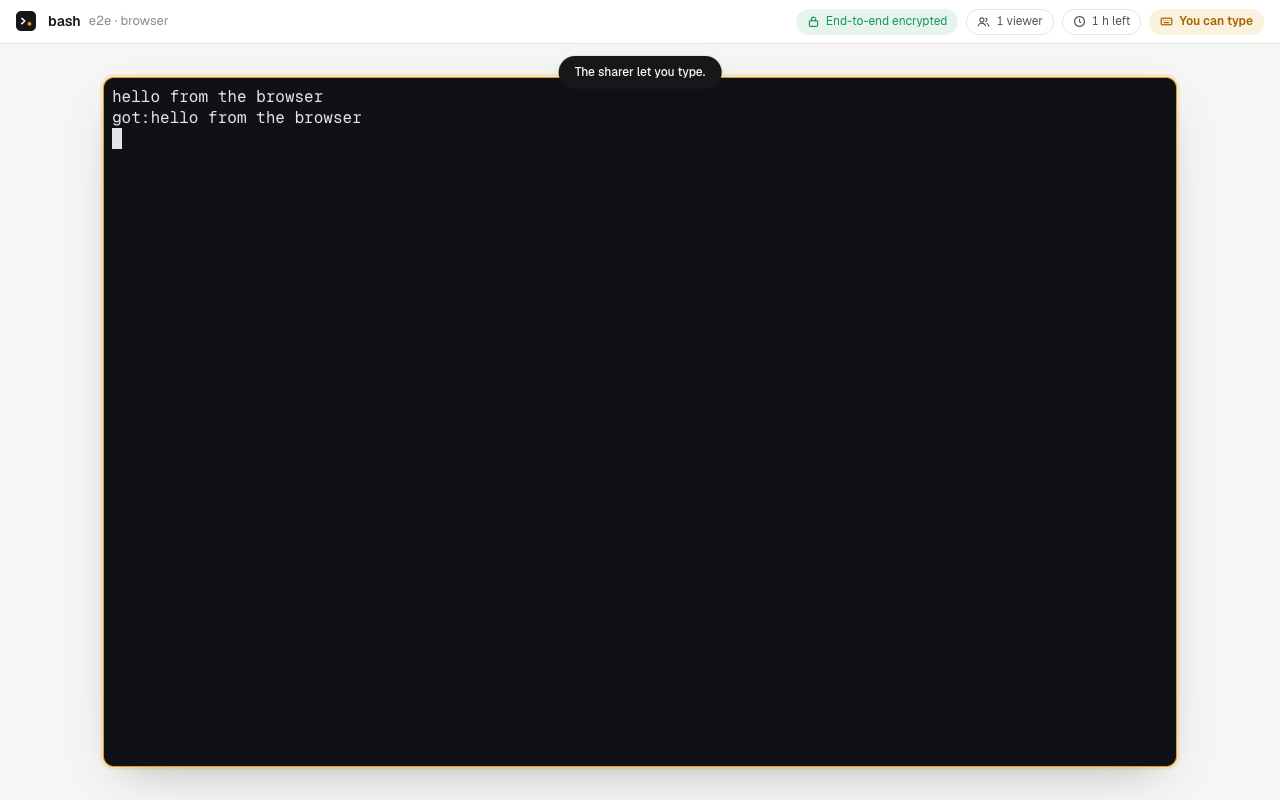 bash e2e · browser
End-to-end encrypted
1 viewer
1 h left
You can type
The sharer let you type.
hello from the browser
got:hello from the browser